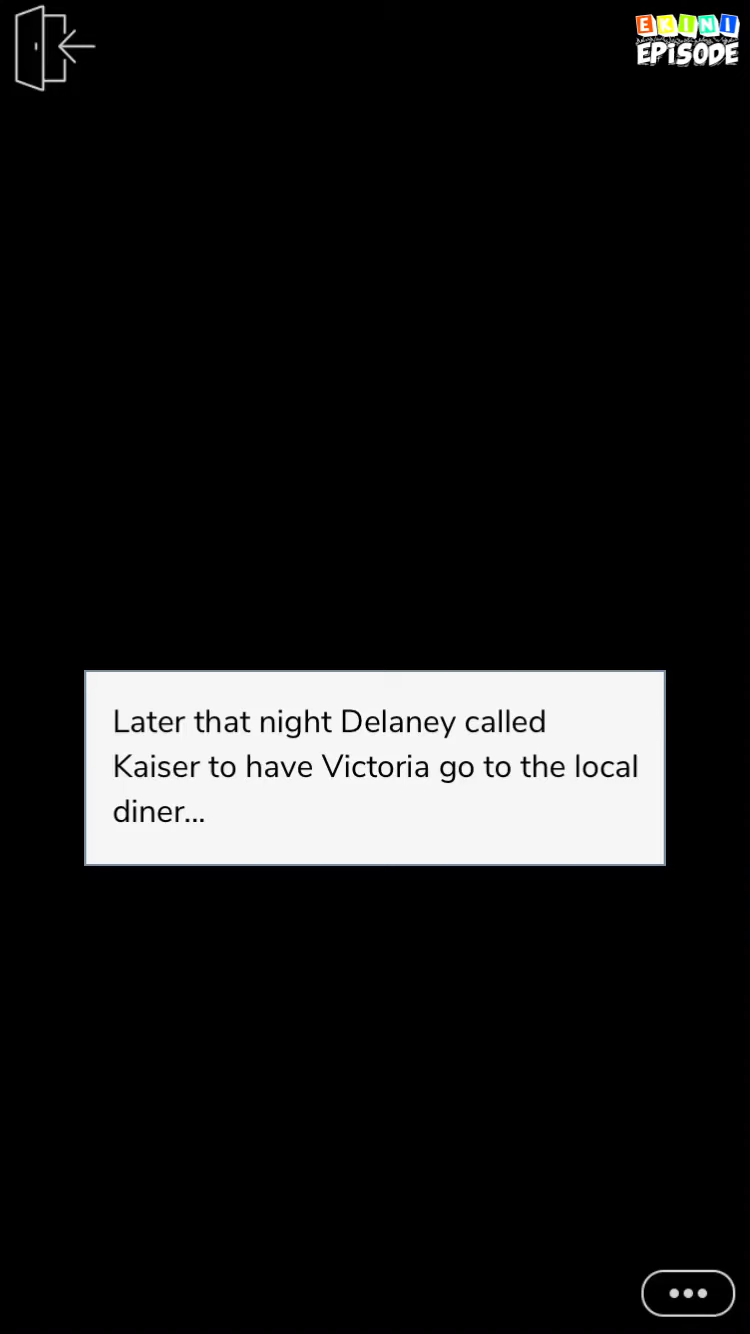 EKINI
EPISODE
Later that night Delaney called
Kaiser to have Victoria go to the local
diner...